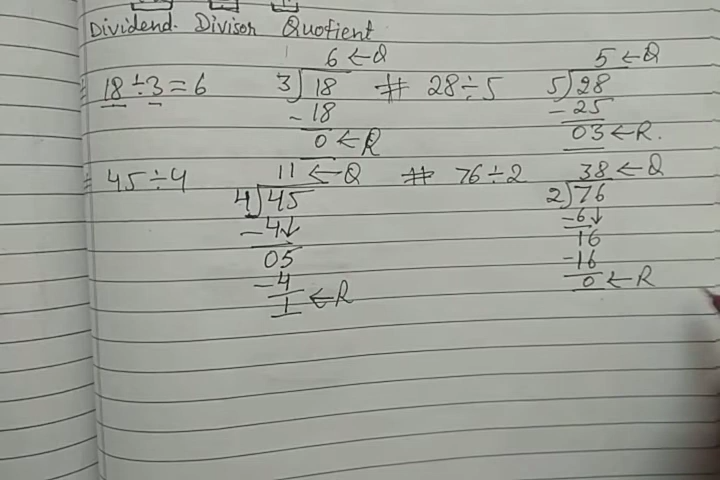 Dividend. Divisor Quotient
6 ← Q 5 ← Q
18 ÷ 3 = 6 3)18 # 28 ÷ 5 5)28
-18 - 25
0 ← R 03 ← R.
11 ← Q 38 ← Q
# 45 ÷ 4 4)45 # 76 ÷ 2 2)76
-4↓ -6↓
05 16
-4 -16
1 ← R 0 ← R